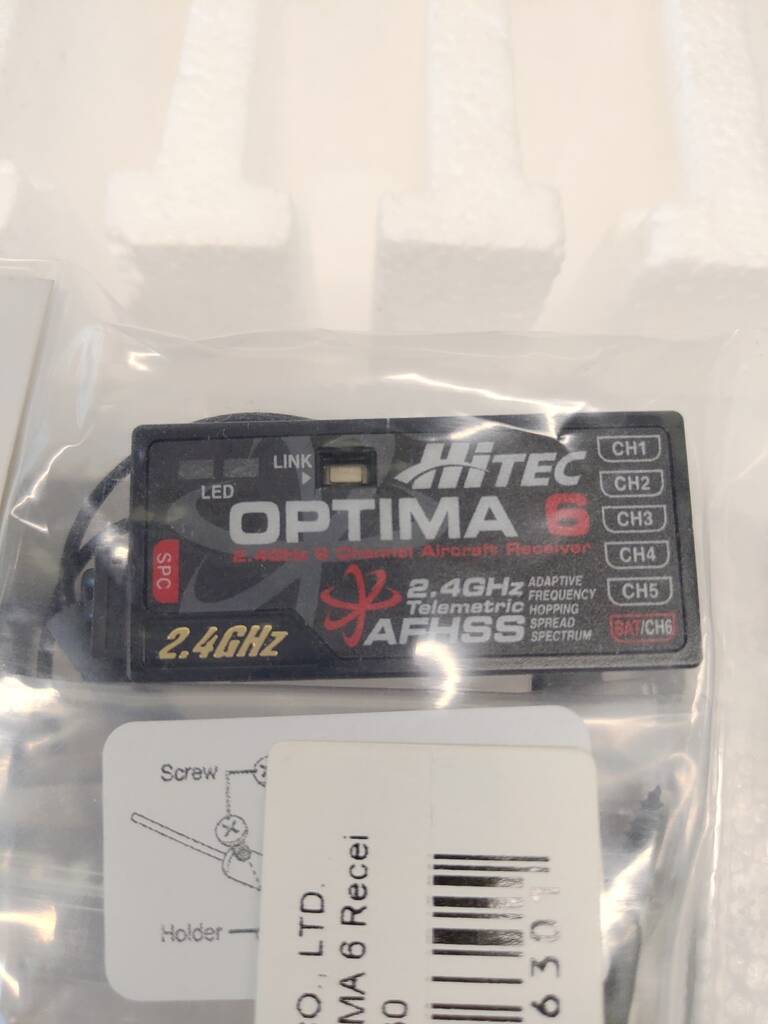 LINK
HiTEC
LED
OPTIMA 6
2.4GHz 6 Channel Aircraft Receiver
SPC
2.4GHz
2.4GHz
Telemetric
AFHSS
ADAPTIVE
FREQUENCY
HOPPING
SPREAD
SPECTRUM
CH1
CH2
CH3
CH4
CH5
BAT/CH6
Screw
Holder
CO., LTD.
MA 6 Recei